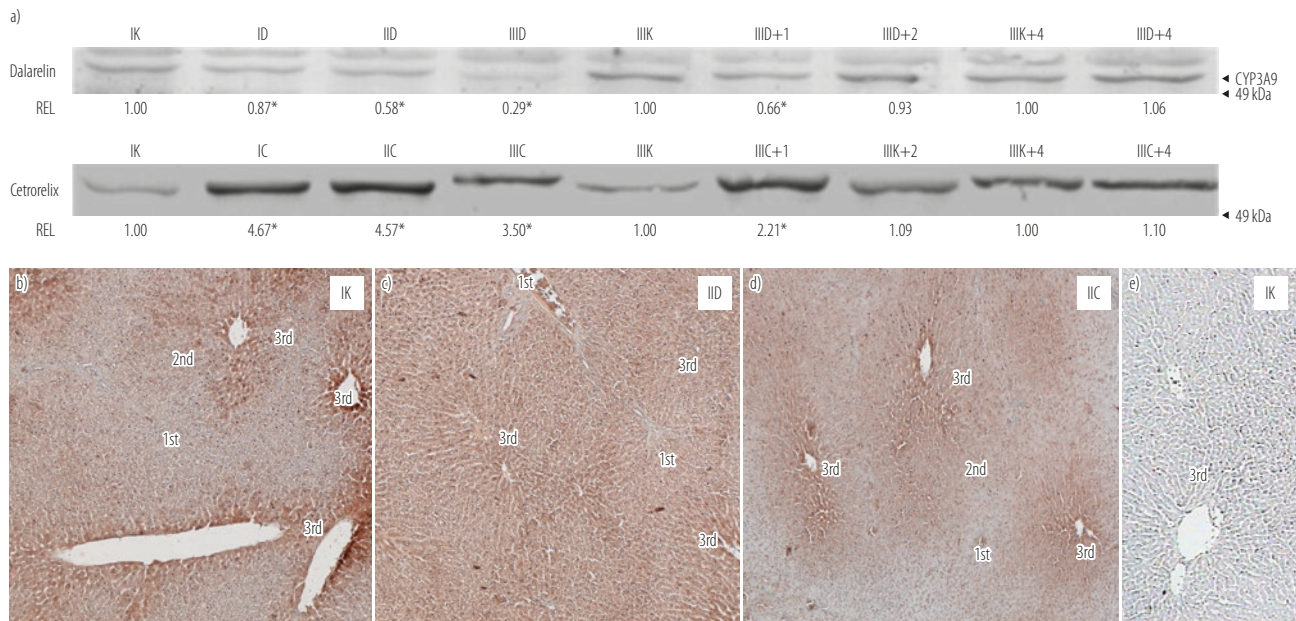 a)
IK ID IID IIID IIIK IIID+1 IIID+2 IIIK+4 IIID+4
Dalarelin
◄ CYP3A9
◄ 49 kDa
REL 1.00 0.87* 0.58* 0.29* 1.00 0.66* 0.93 1.00 1.06
IK IC IIC IIIC IIIK IIIC+1 IIIK+2 IIIK+4 IIIC+4
Cetrorelix
◄ 49 kDa
REL 1.00 4.67* 4.57* 3.50* 1.00 2.21* 1.09 1.00 1.10
b)
IK
3rd
2nd
3rd
1st
3rd
c)
1st
IID
3rd
3rd
1st
3rd
d)
IIC
3rd
3rd
2nd
1st
3rd
e)
IK
3rd